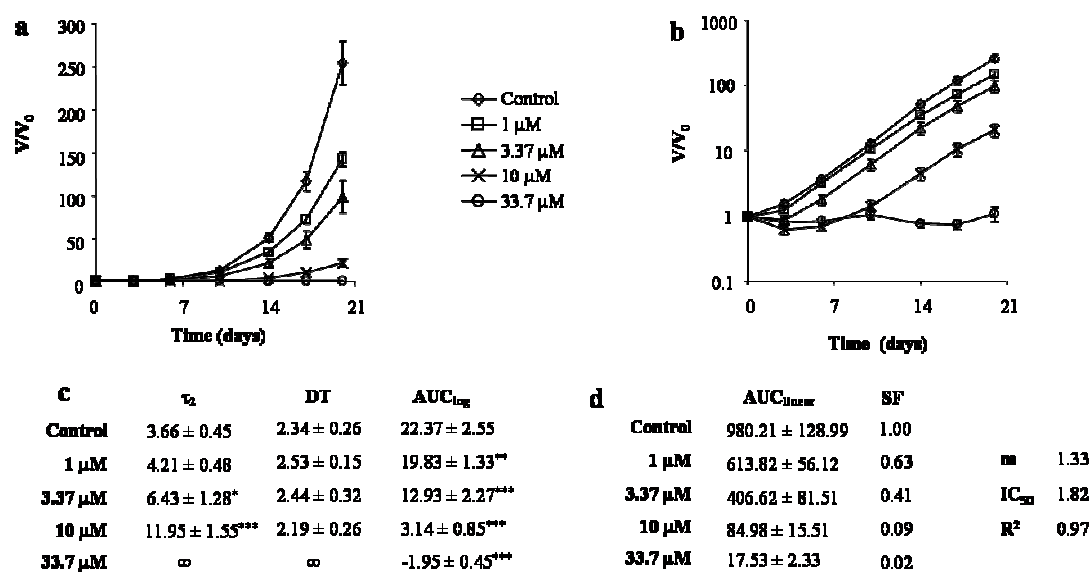 a
300
250
200
150
100
50
0
V/V0
0 7 14 21
Time (days)
Control
1 µM
3.37 µM
10 µM
33.7 µM
b
1000
100
10
1
0.1
V/V0
0 7 14 21
Time (days)
c τ2 DT AUClog
Control 3.66 ± 0.45 2.34 ± 0.26 22.37 ± 2.55
1 µM 4.21 ± 0.48 2.53 ± 0.15 19.83 ± 1.33**
3.37 µM 6.43 ± 1.28* 2.44 ± 0.32 12.93 ± 2.27***
10 µM 11.95 ± 1.55*** 2.19 ± 0.26 3.14 ± 0.85***
33.7 µM ∞ ∞ -1.95 ± 0.45***
d AUClinear SF
Control 980.21 ± 128.99 1.00
1 µM 613.82 ± 56.12 0.63 m 1.33
3.37 µM 406.62 ± 81.51 0.41 IC50 1.82
10 µM 84.98 ± 15.51 0.09 R² 0.97
33.7 µM 17.53 ± 2.33 0.02